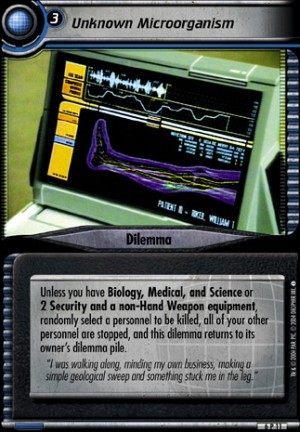 3
Unknown Microorganism
PATIENT ID - RIKER, WILLIAM T
Dilemma
Unless you have Biology, Medical, and Science or
2 Security and a non-Hand Weapon equipment,
randomly select a personnel to be killed, all of your
other personnel are stopped, and this dilemma returns to its
owner's dilemma pile.
"I was walking along, minding my own business, making a
simple geological sweep and something stuck me in the leg."
6 P 11